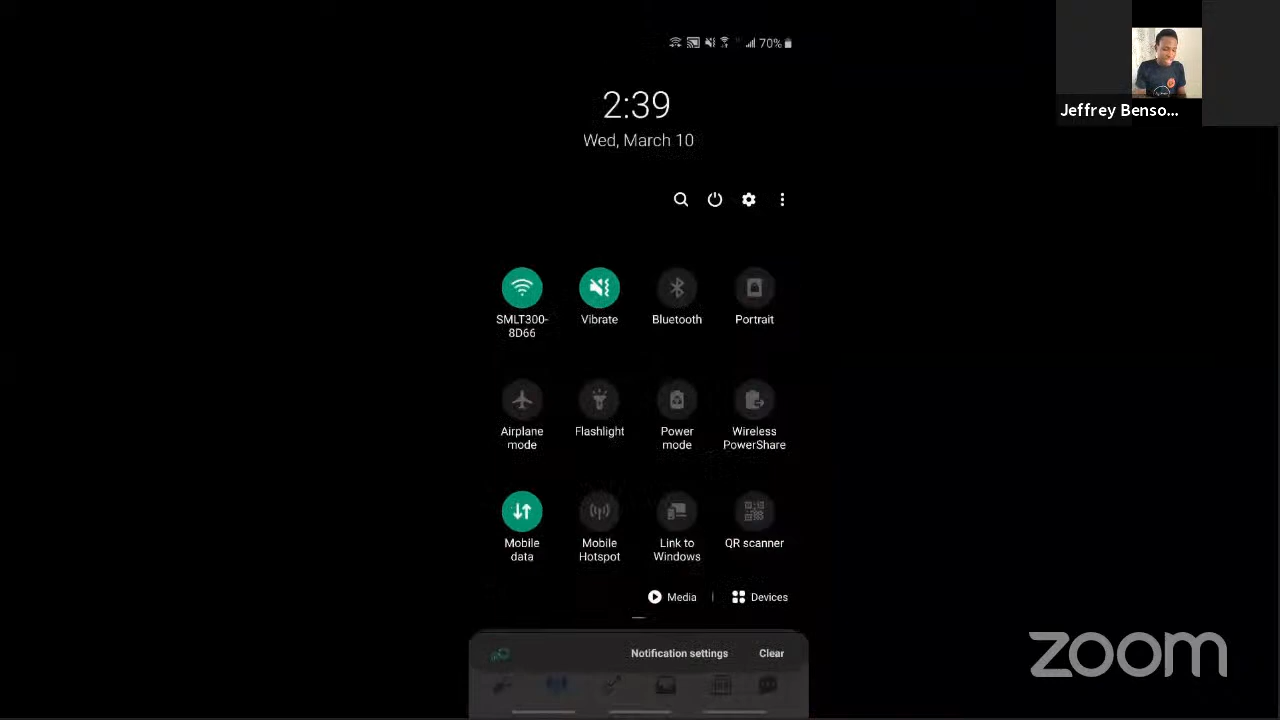 70%
Jeffrey Benso...
2:39
Wed, March 10
SMLT300-
8D66
Vibrate
Bluetooth
Portrait
Airplane
mode
Flashlight
Power
mode
Wireless
PowerShare
Mobile
data
Mobile
Hotspot
Link to
Windows
QR scanner
Media
Devices
Notification settings
Clear
zoom